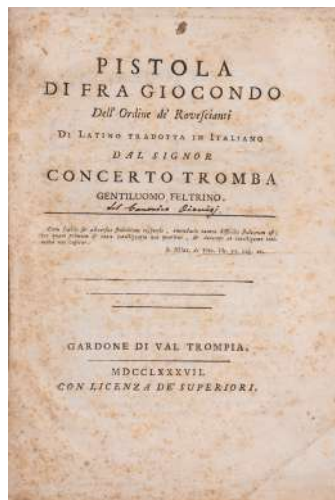 PISTOLA
DI FRA GIOCONDO
Dell' Ordine de' Rovescianti
DI LATINO TRADOTTA IN ITALIANO
DAL SIGNOR
CONCERTO TROMBA
GENTILUOMO FELTRINO.
GARDONE DI VAL TROMPIA.
MDCCLXXXVII.
CON LICENZA DE' SUPERIORI.